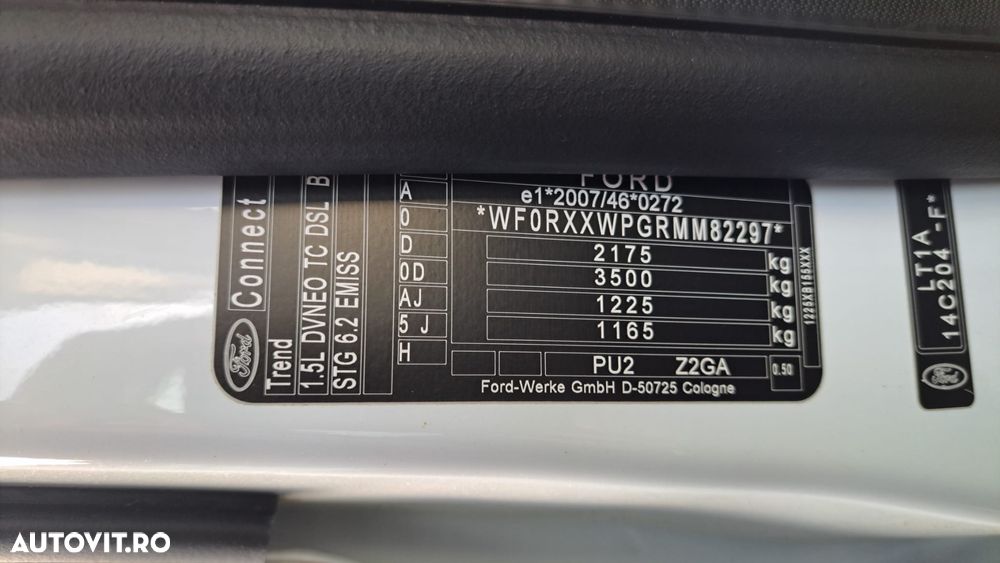 FORD
e1*2007/46*0272
*WF0RXXWPGRMM82297*
2175 kg
3500 kg
1225
1165 kg
PU2 Z2GA 0.50
Ford-Werke GmbH D-50725 Cologne
1225XB155XXX
A
0
D
0D
AJ
5 J
H
Ford Connect
Trend
1.5L DVNEO TC DSL B
STG 6.2 EMISS
LT1A
14C204 -F*
Ford
AUTOVIT.RO